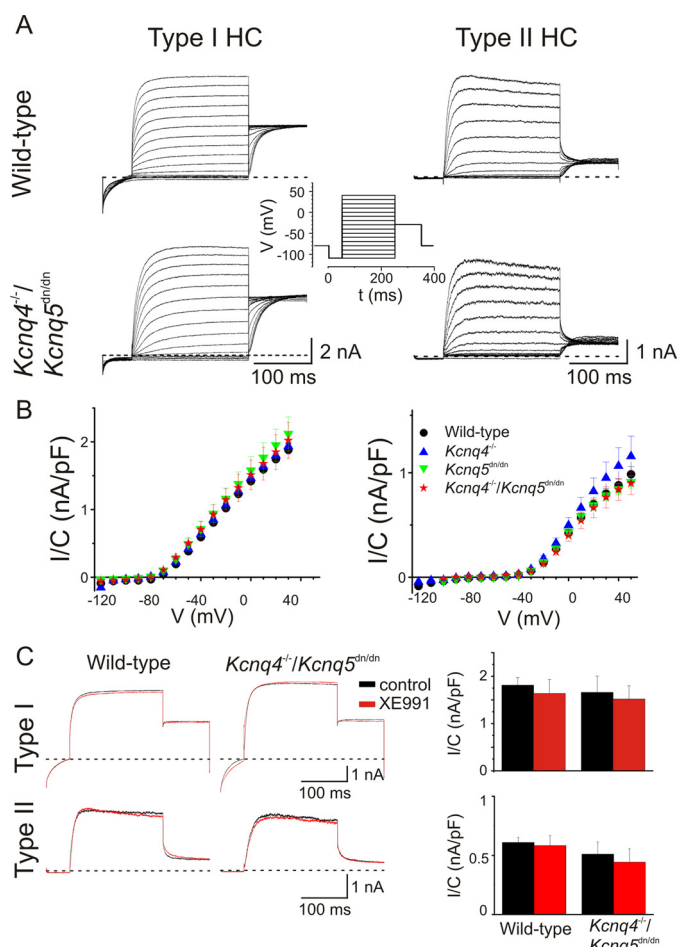 A
Type I HC
Type II HC
Wild-type
Kcnq4-/-/
Kcnq5dn/dn
50
0
-50
-100
V (mV)
0
200
400
t (ms)
2 nA
100 ms
1 nA
100 ms
B
2
1
0
I/C (nA/pF)
-120
-80
-40
0
40
V (mV)
1
0
I/C (nA/pF)
-120
-80
-40
0
40
V (mV)
Wild-type
Kcnq4-/-
Kcnq5dn/dn
Kcnq4-/-/Kcnq5dn/dn
C
Wild-type
Kcnq4-/-/Kcnq5dn/dn
control
XE991
Type I
1 nA
100 ms
Type II
1 nA
100 ms
2
2
1
0
I/C (nA/pF)
1
0.5
0
I/C (nA/pF)
Wild-type
Kcnq4-/-/
Kcnq5dn/dn